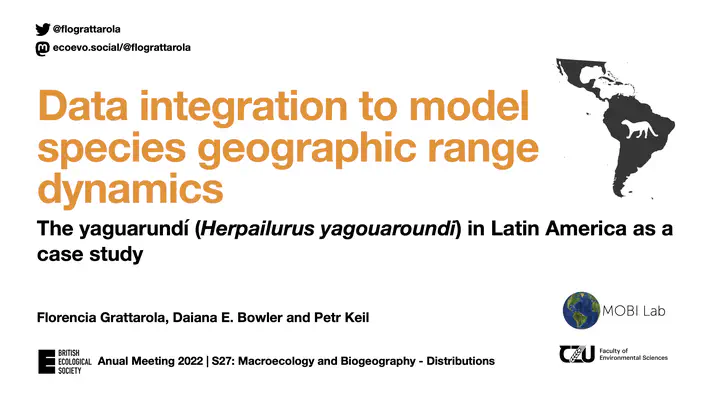 @flograttarola
ecoevo.social/@flograttarola
Data integration to model
species geographic range
dynamics
The yaguarundí (Herpailurus yagouaroundi) in Latin America as a
case study
Florencia Grattarola, Daiana E. Bowler and Petr Keil
MOBI Lab
BRITISH
ECOLOGICAL
SOCIETY
Anual Meeting 2022 | S27: Macroecology and Biogeography - Distributions
CZU
Faculty of
Environmental Sciences